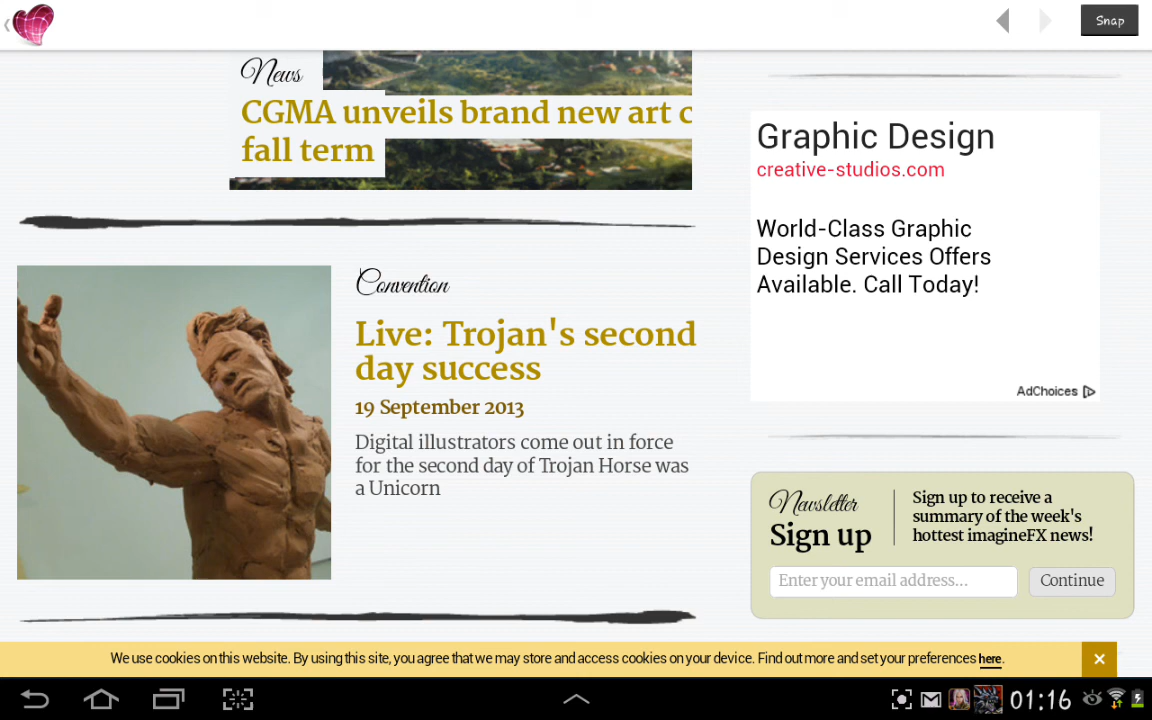 Snap
News
CGMA unveils brand new art c
fall term
Convention
Live: Trojan's second
day success
19 September 2013
Digital illustrators come out in force
for the second day of Trojan Horse was
a Unicorn
Graphic Design
creative-studios.com
World-Class Graphic
Design Services Offers
Available. Call Today!
AdChoices
Newsletter
Sign up
Sign up to receive a
summary of the week's
hottest imagineFX news!
Enter your email address...
Continue
We use cookies on this website. By using this site, you agree that we may store and access cookies on your device. Find out more and set your preferences here.
01:16